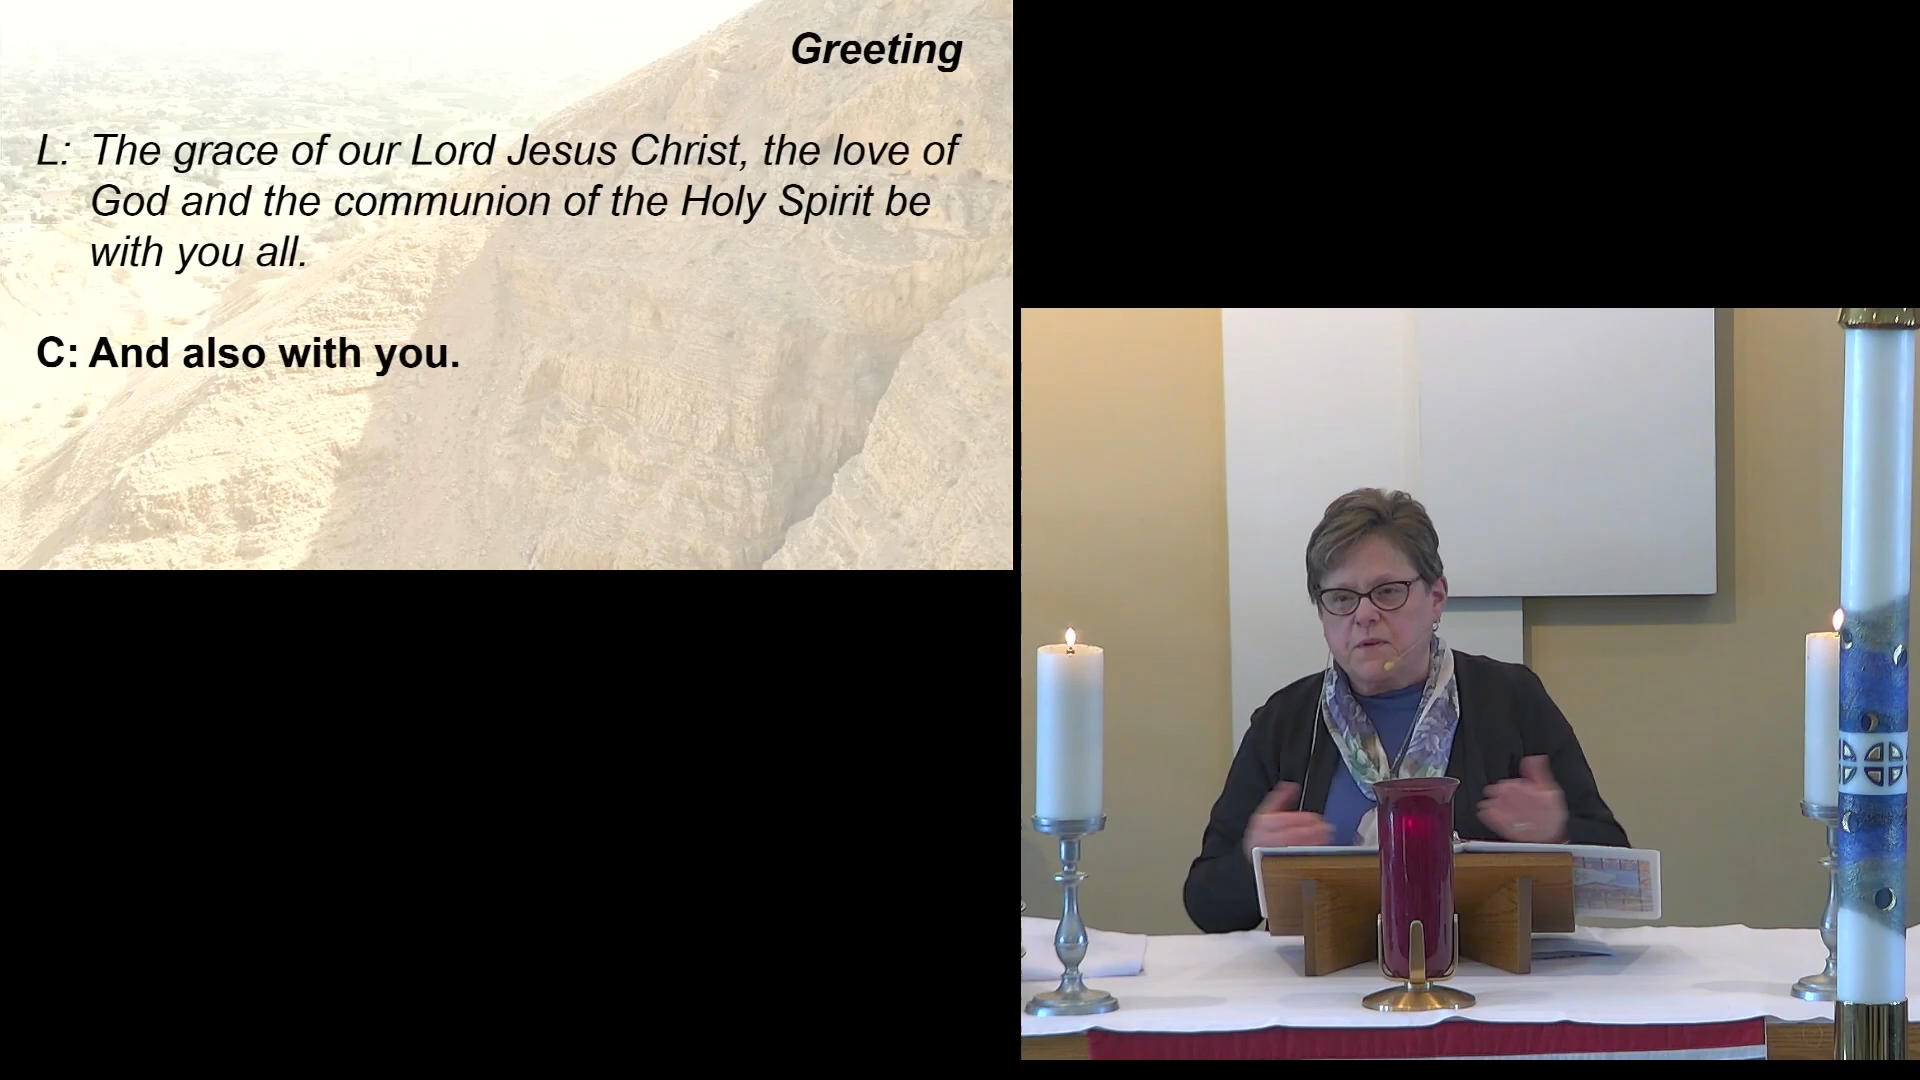 Greeting
L: The grace of our Lord Jesus Christ, the love of
God and the communion of the Holy Spirit be
with you all.
C: And also with you.